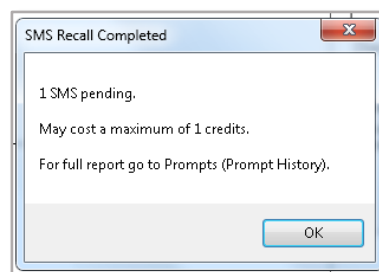 SMS Recall Completed
1 SMS pending.
May cost a maximum of 1 credits.
For full report go to Prompts (Prompt History).
OK